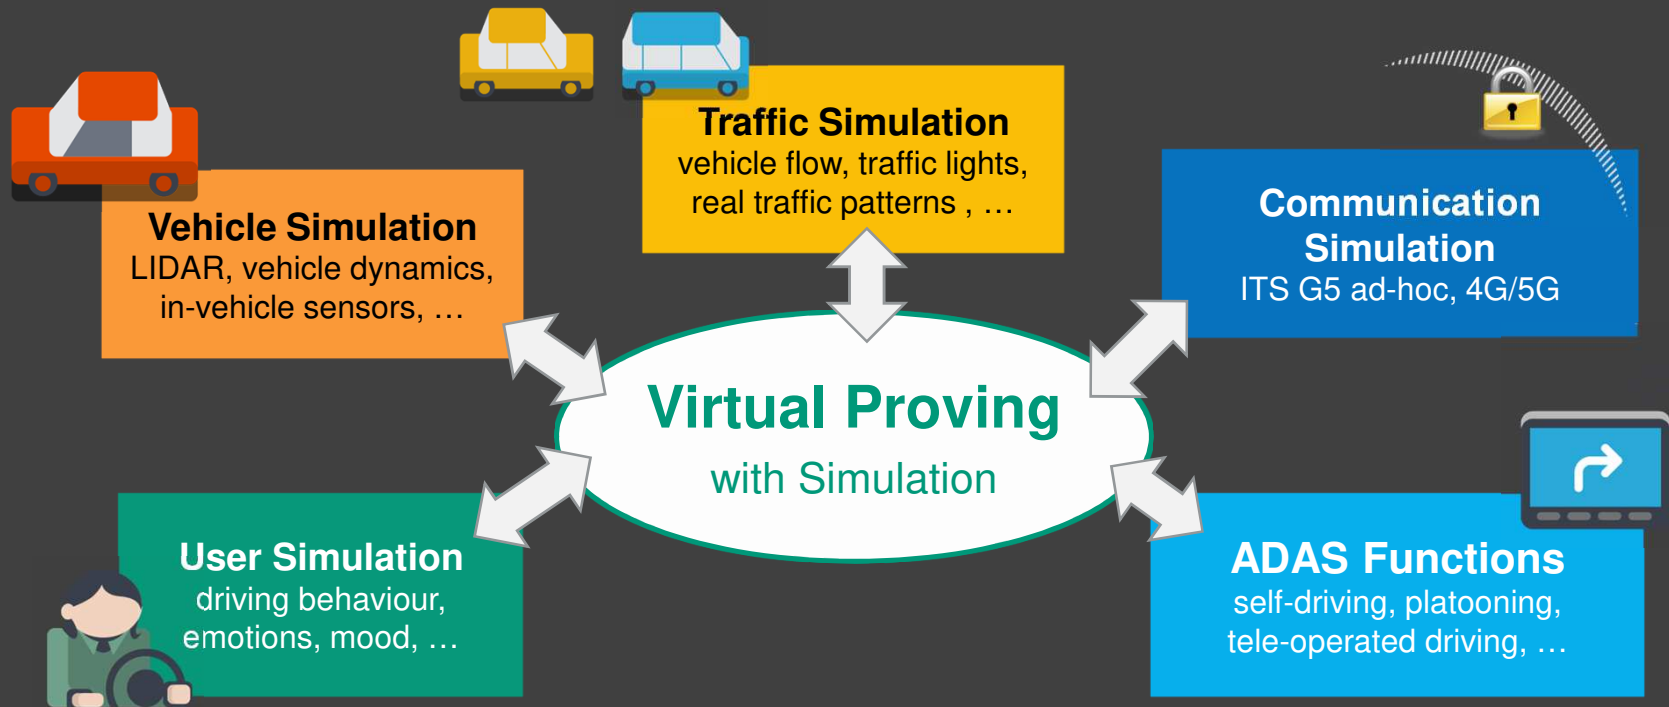 Traffic Simulation
vehicle flow, traffic lights,
real traffic patterns , …
Vehicle Simulation
LIDAR, vehicle dynamics,
in-vehicle sensors, …
Communication
Simulation
ITS G5 ad-hoc, 4G/5G
Virtual Proving
with Simulation
User Simulation
driving behaviour,
emotions, mood, …
ADAS Functions
self-driving, platooning,
tele-operated driving, …